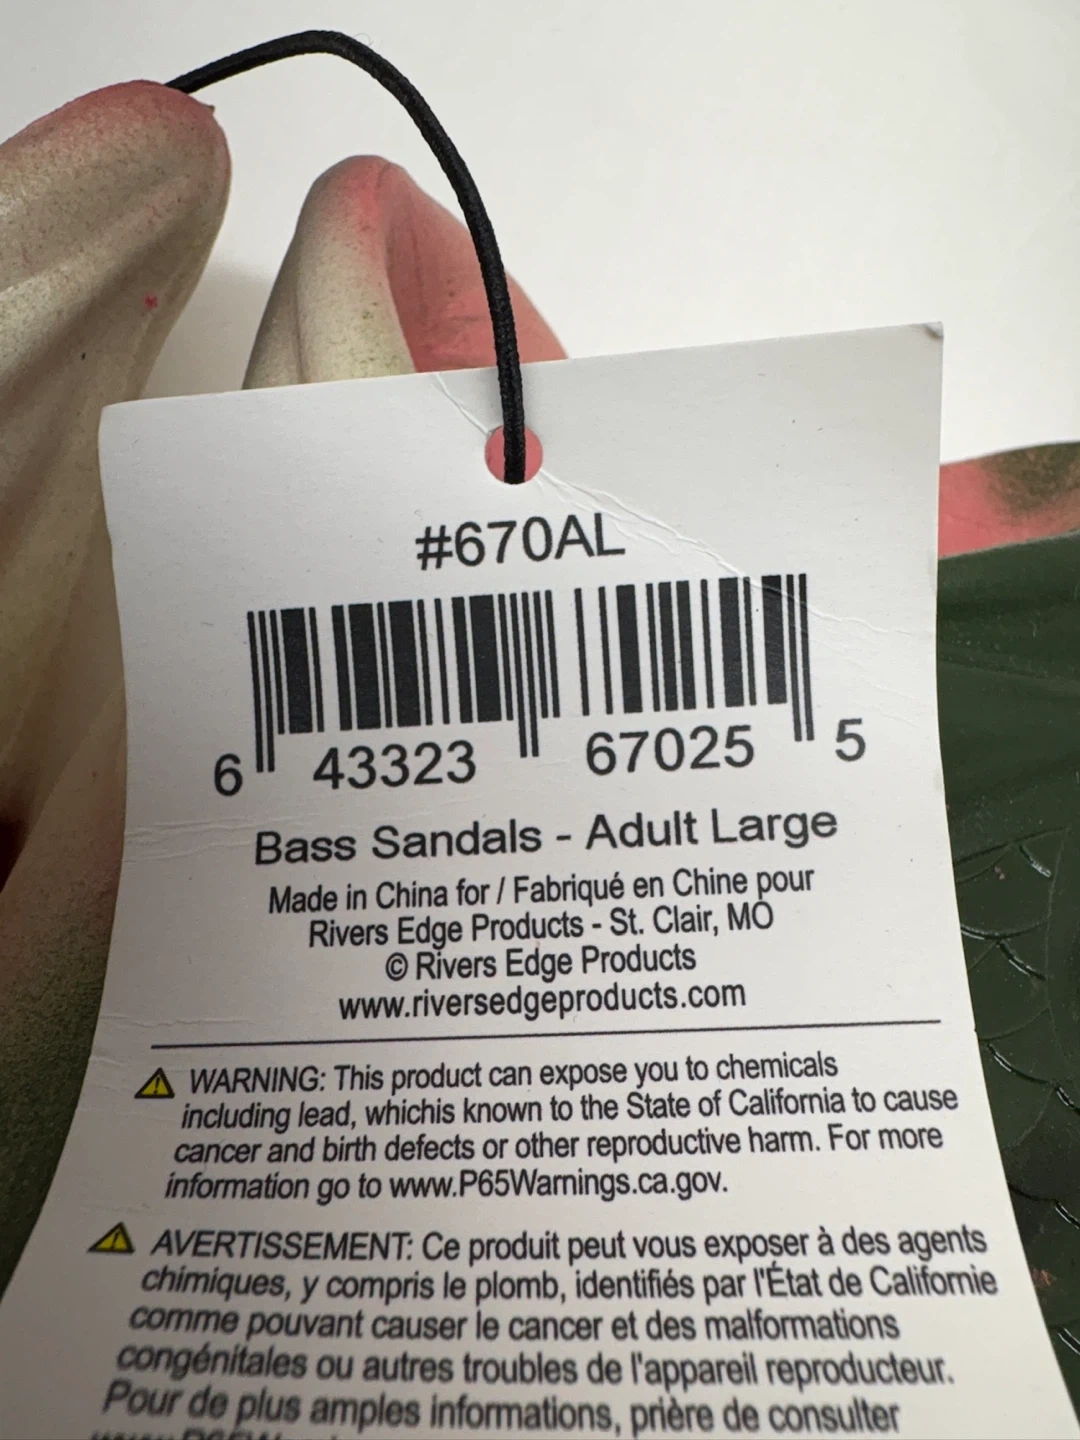 #670AL
6 43323 67025 5
Bass Sandals - Adult Large
Made in China for / Fabriqué en Chine pour
Rivers Edge Products - St. Clair, MO
© Rivers Edge Products
www.riversedgeproducts.com
WARNING: This product can expose you to chemicals
including lead, whichis known to the State of California to cause
cancer and birth defects or other reproductive harm. For more
information go to www.P65Warnings.ca.gov.
AVERTISSEMENT: Ce produit peut vous exposer à des agents
chimiques, y compris le plomb, identifiés par l'État de Californie
comme pouvant causer le cancer et des malformations
congénitales ou autres troubles de l'appareil reproducteur.
Pour de plus amples informations, prière de consulter